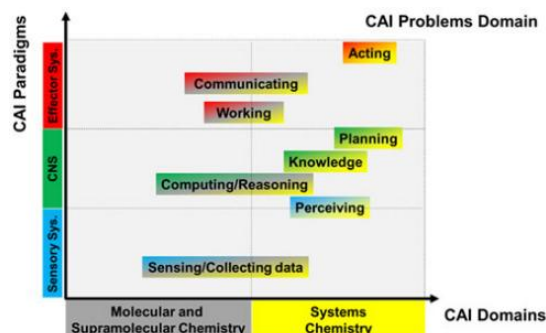 CAI Problems Domain
CAI Paradigms
Effector Sys.
CNS
Sensory Sys.
Acting
Communicating
Working
Planning
Knowledge
Computing/Reasoning
Perceiving
Sensing/Collecting data
Molecular and
Supramolecular Chemistry
Systems
Chemistry
CAI Domains